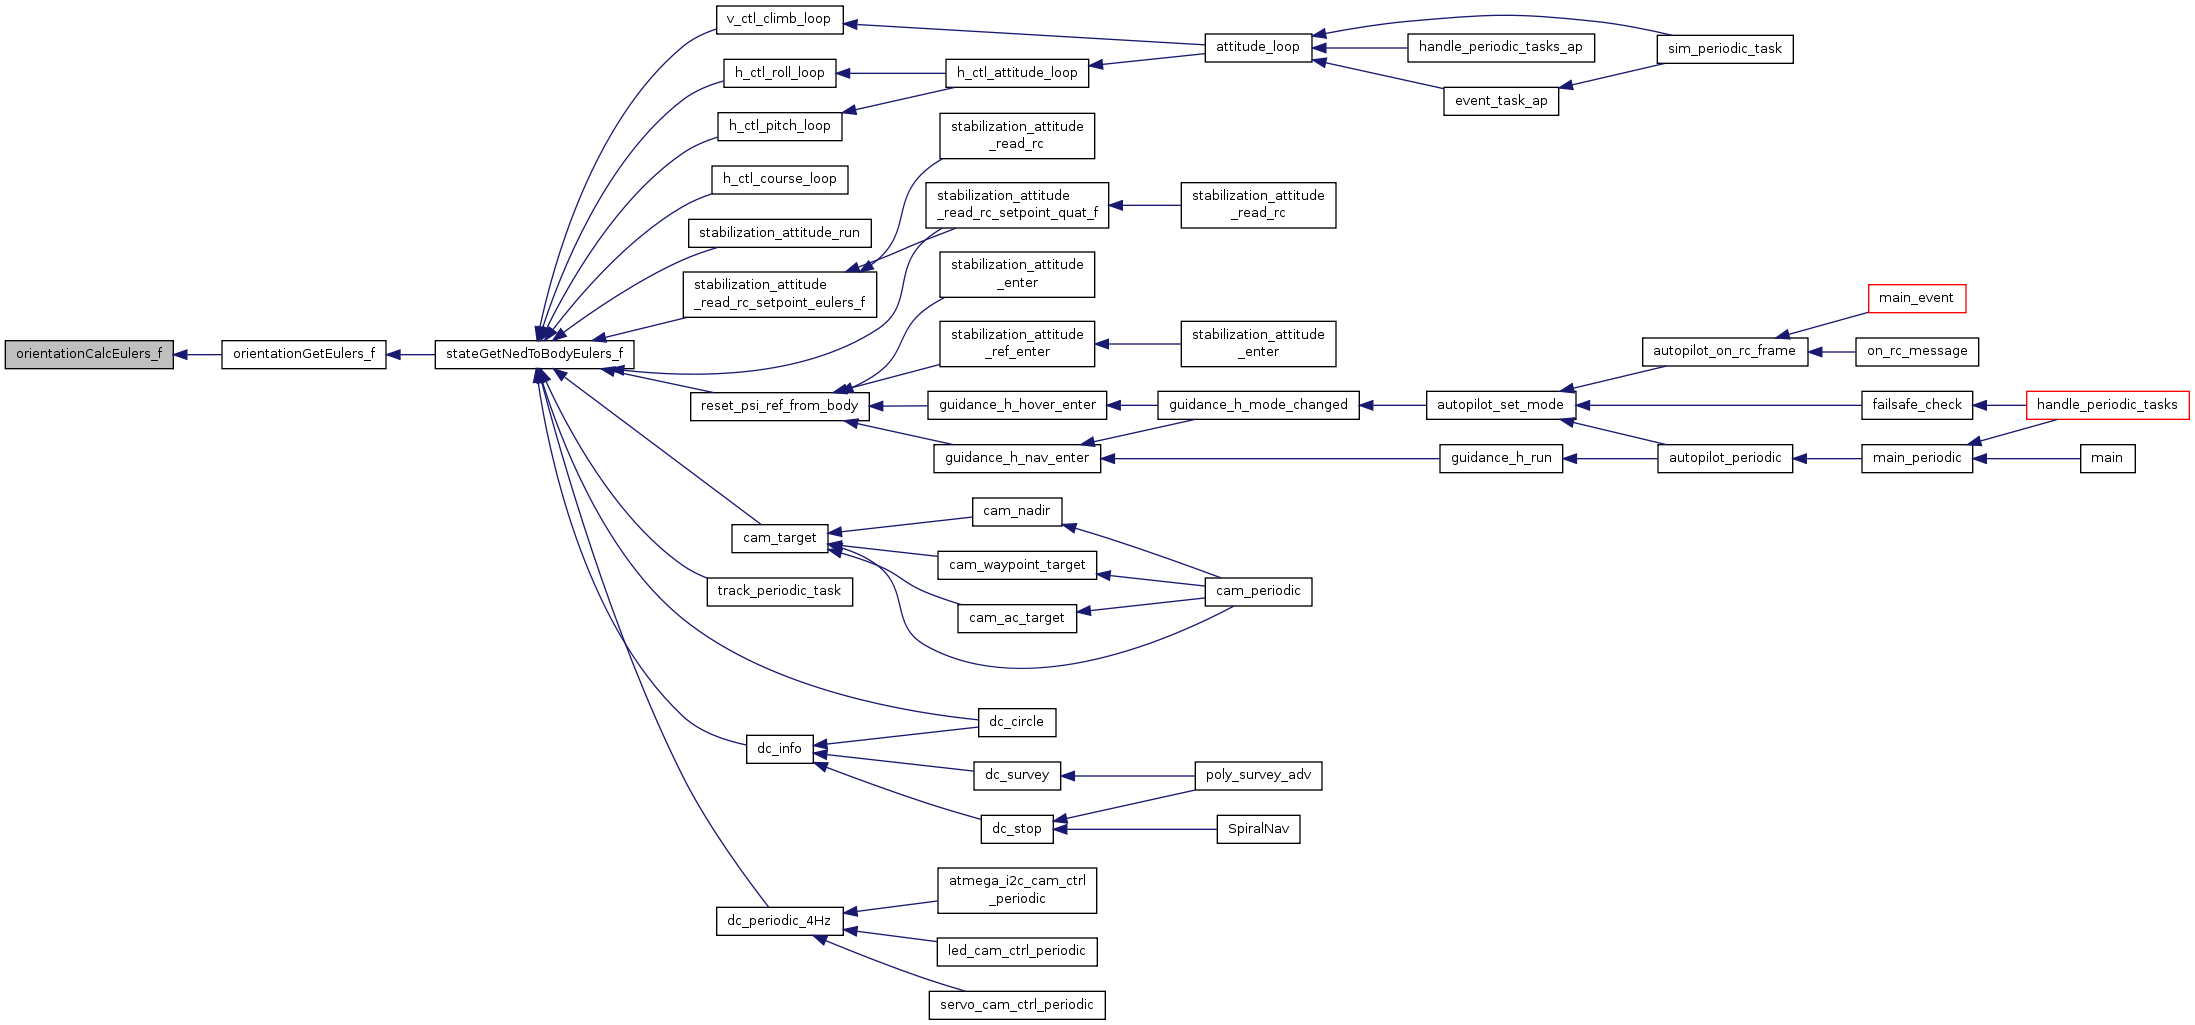 v_ctl_climb_loop
attitude_loop
handle_periodic_tasks_ap
sim_periodic_task
h_ctl_roll_loop
h_ctl_attitude_loop
event_task_ap
h_ctl_pitch_loop
stabilization_attitude
_read_rc
h_ctl_course_loop
stabilization_attitude
_read_rc_setpoint_quat_f
stabilization_attitude
_read_rc
stabilization_attitude_run
stabilization_attitude
_read_rc_setpoint_eulers_f
stabilization_attitude
_enter
main_event
orientationCalcEulers_f
orientationGetEulers_f
stateGetNedToBodyEulers_f
stabilization_attitude
_ref_enter
stabilization_attitude
_enter
autopilot_on_rc_frame
on_rc_message
reset_psi_ref_from_body
guidance_h_hover_enter
guidance_h_mode_changed
autopilot_set_mode
failsafe_check
handle_periodic_tasks
guidance_h_nav_enter
guidance_h_run
autopilot_periodic
main_periodic
main
cam_target
cam_nadir
cam_waypoint_target
cam_periodic
track_periodic_task
cam_ac_target
dc_circle
dc_info
dc_survey
poly_survey_adv
dc_stop
SpiralNav
atmega_i2c_cam_ctrl
_periodic
dc_periodic_4Hz
led_cam_ctrl_periodic
servo_cam_ctrl_periodic